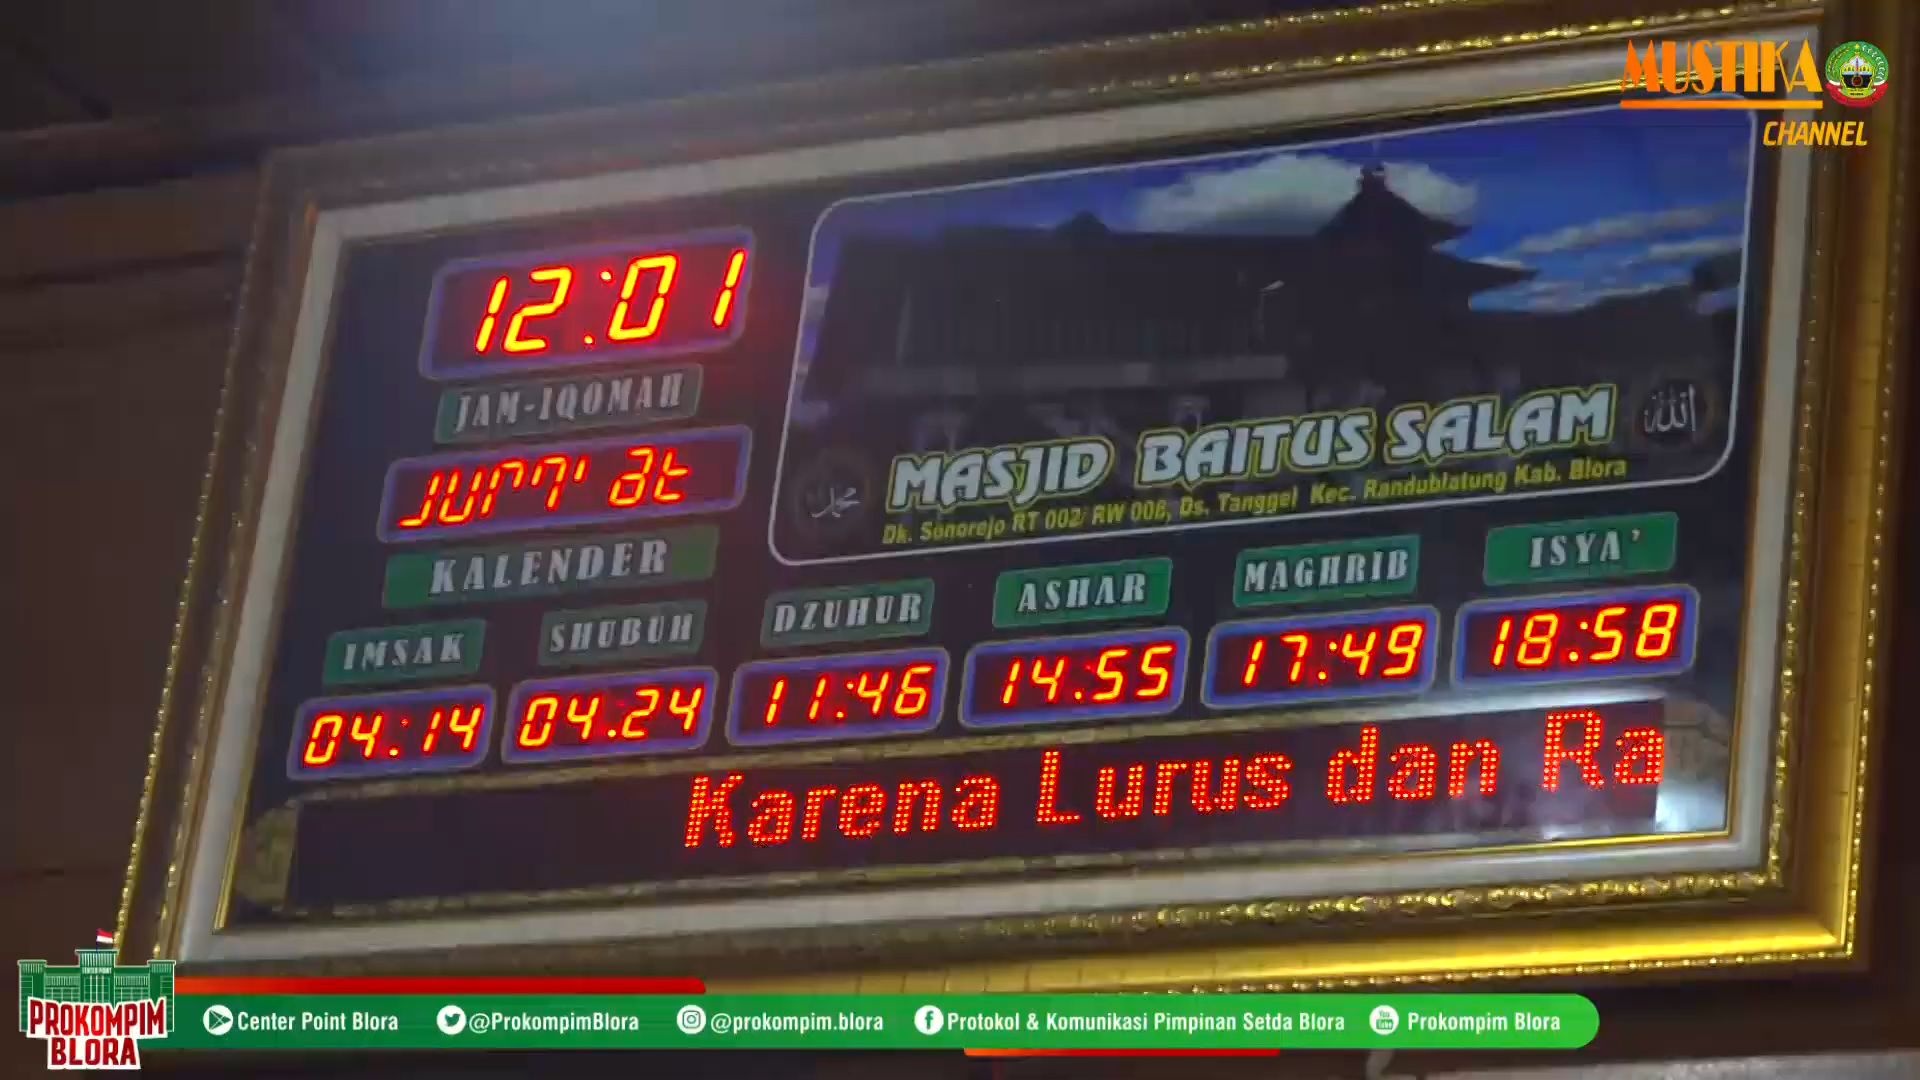 MUSTIKA
CHANNEL
12:01
JAM-IQOMAH
JUM'AT
KALENDER
MASJID BAITUS SALAM
Dk. Sonorejo RT 002/ RW 008, Ds. Tanggel Kec. Randublatung Kab. Blora
محمد
الله
IMSAK SHUBUH DZUHUR ASHAR MAGHRIB ISYA'
04:14 04:24 11:46 14:55 17:49 18:58
Karena Lurus dan Ra
PROKOMPIM
BLORA
Center Point Blora @ProkompimBlora @prokompim.blora Protokol & Komunikasi Pimpinan Setda Blora Prokompim Blora